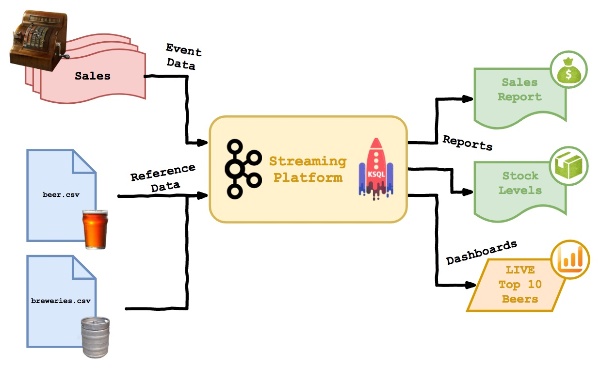 Event
Data
Sales
Reference
Data
beer.csv
breweries.csv
Streaming
Platform
KSQL
Reports
Dashboards
Sales
Report
$
Stock
Levels
LIVE
Top 10
Beers